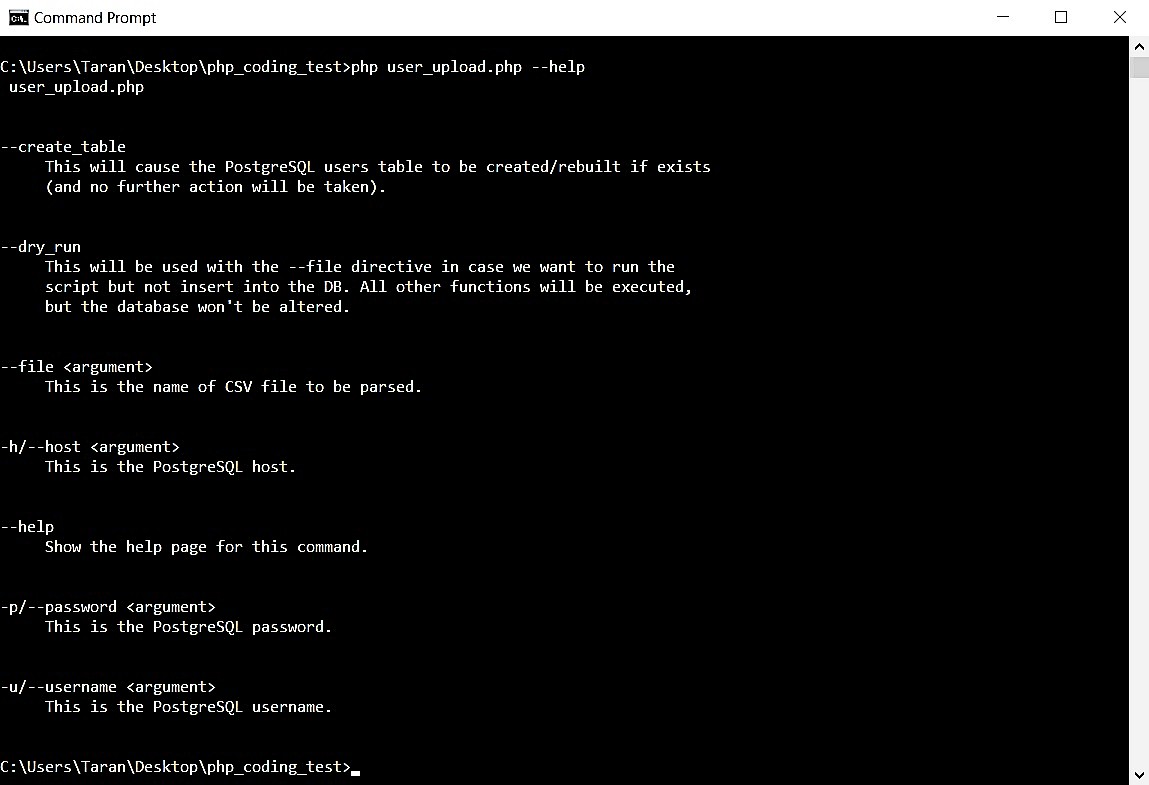 Command Prompt
C:\Users\Taran\Desktop\php_coding_test>php user_upload.php --help
user_upload.php
--create_table
This will cause the PostgreSQL users table to be created/rebuilt if exists
(and no further action will be taken).
--dry_run
This will be used with the --file directive in case we want to run the
script but not insert into the DB. All other functions will be executed,
but the database won't be altered.
--file <argument>
This is the name of CSV file to be parsed.
-h/--host <argument>
This is the PostgreSQL host.
--help
Show the help page for this command.
-p/--password <argument>
This is the PostgreSQL password.
-u/--username <argument>
This is the PostgreSQL username.
C:\Users\Taran\Desktop\php_coding_test>